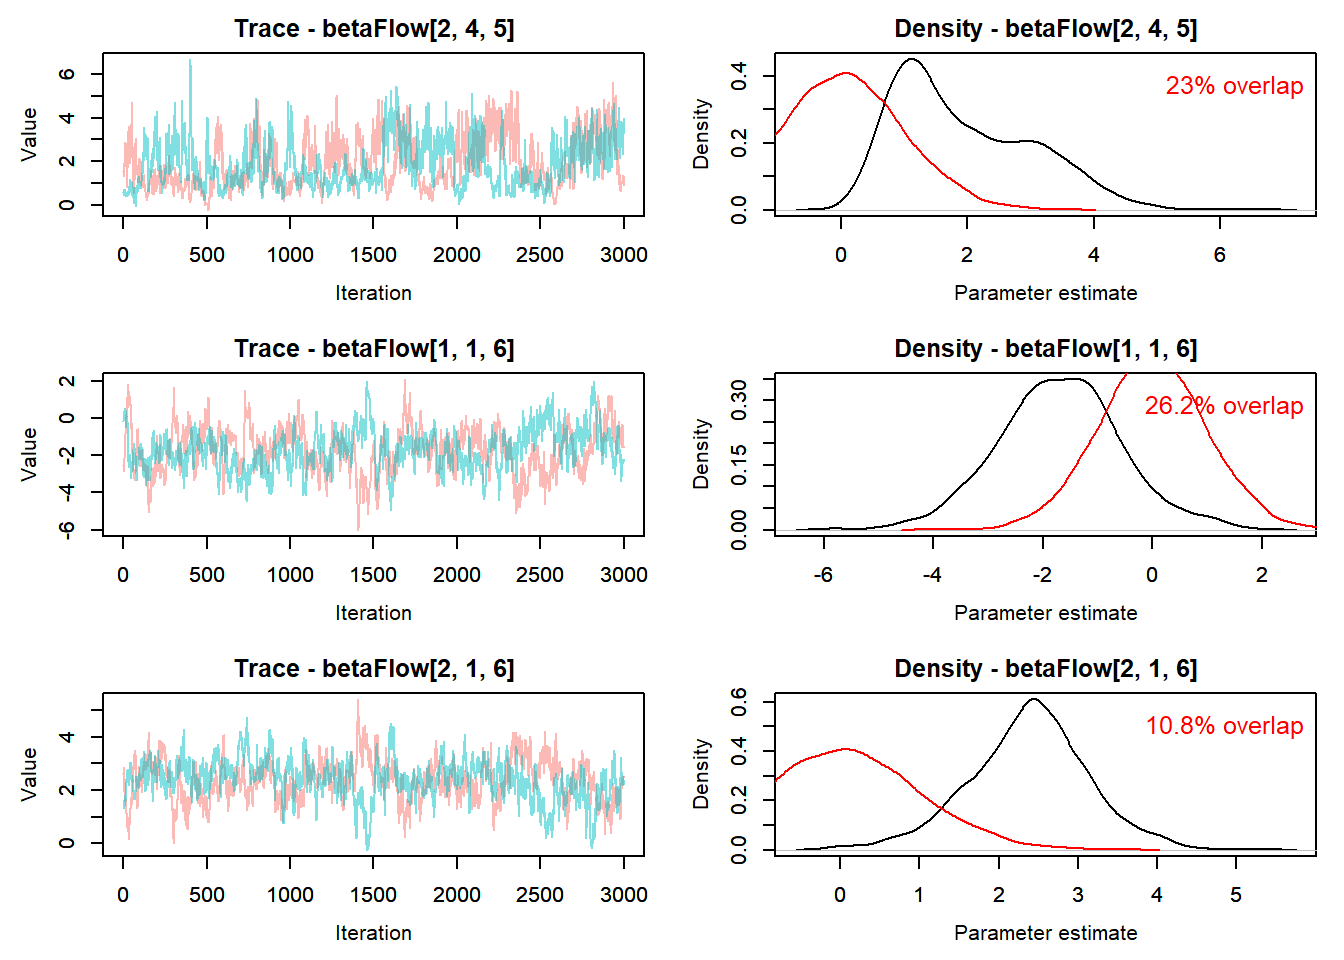 Trace - betaFlow[2, 4, 5]
Value
0 2 4 6
0 500 1000 1500 2000 2500 3000
Iteration
Density - betaFlow[2, 4, 5]
23% overlap
Density
0.0 0.2 0.4
0 2 4 6
Parameter estimate
Trace - betaFlow[1, 1, 6]
Value
-6 -4 -2 0 2
0 500 1000 1500 2000 2500 3000
Iteration
Density - betaFlow[1, 1, 6]
26.2% overlap
Density
0.00 0.15 0.30
-6 -4 -2 0 2
Parameter estimate
Trace - betaFlow[2, 1, 6]
Value
0 2 4
0 500 1000 1500 2000 2500 3000
Iteration
Density - betaFlow[2, 1, 6]
10.8% overlap
Density
0.0 0.2 0.4 0.6
0 1 2 3 4 5
Parameter estimate